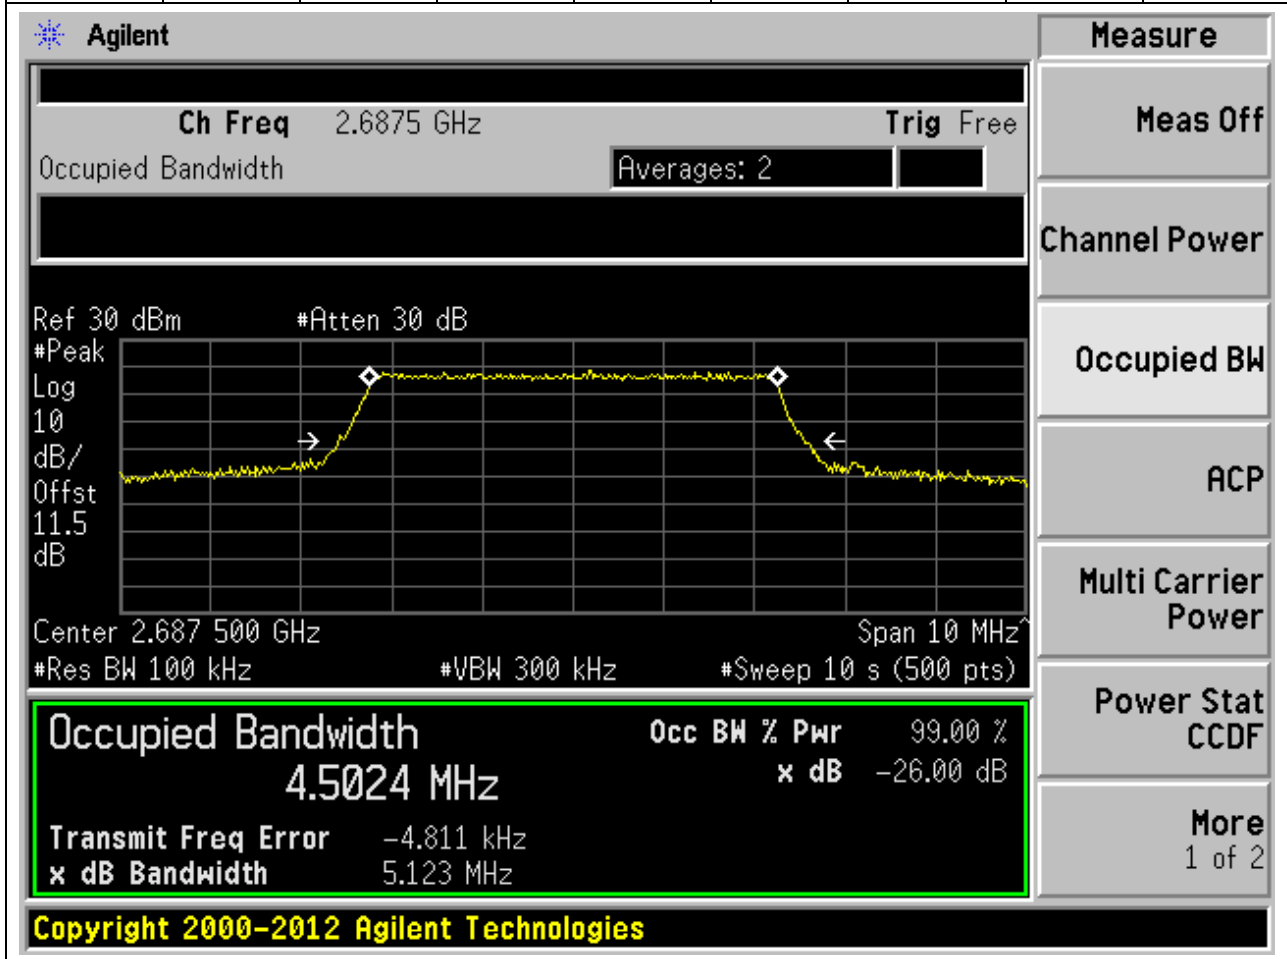 Agilent
Measure
Ch Freq 2.6875 GHz Trig Free
Occupied Bandwidth Averages: 2
Meas Off
Channel Power
Occupied BW
ACP
Multi Carrier
Power
Power Stat
CCDF
More
1 of 2
Ref 30 dBm #Atten 30 dB
#Peak
Log
10
dB/
Offst
11.5
dB
Center 2.687 500 GHz Span 10 MHz^
#Res BW 100 kHz #VBW 300 kHz #Sweep 10 s (500 pts)
Occupied Bandwidth Occ BW % Pwr 99.00 %
4.5024 MHz x dB -26.00 dB
Transmit Freq Error -4.811 kHz
x dB Bandwidth 5.123 MHz
Copyright 2000-2012 Agilent Technologies